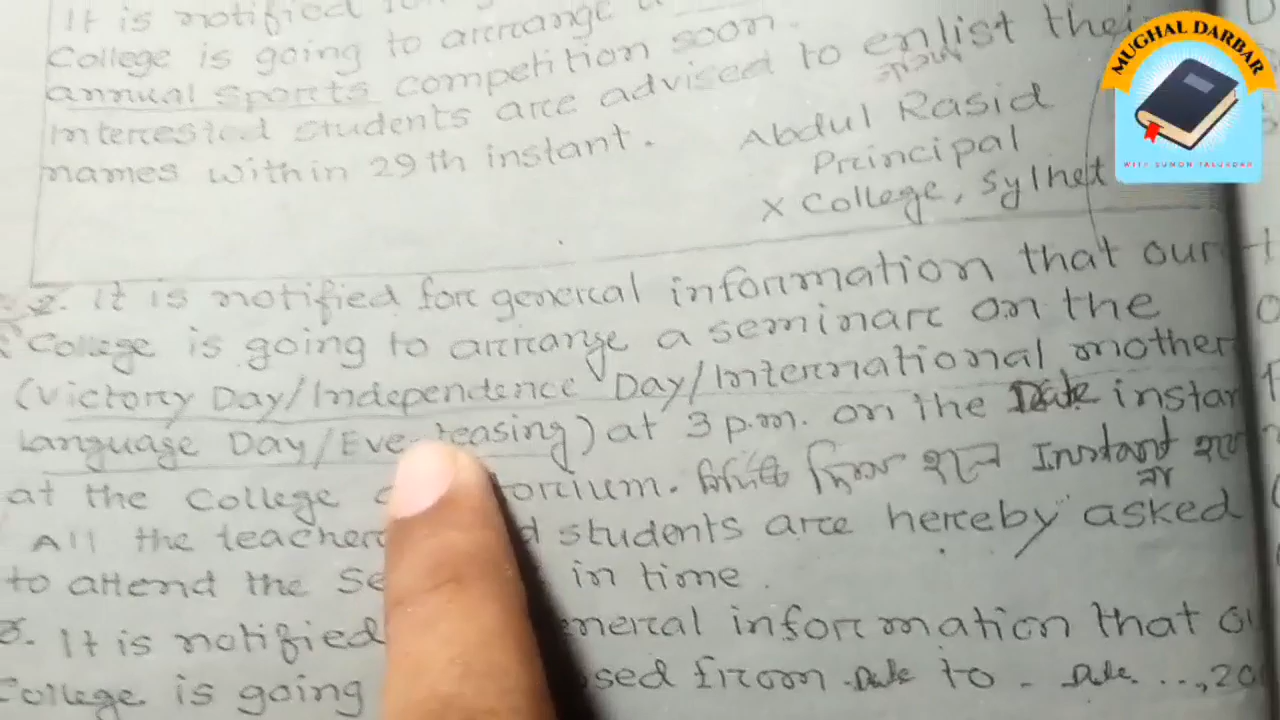 It is notified
College is going to arrange a
annual sports competition soon.
Interested students are advised to enlist their
names within 29th instant.
Abdul Rasid
Principal
X College, Sylhet
2. It is notified for general information that our
College is going to arrange a seminar on the
(Victory Day/Independence Day/International mother
Language Day/Eve teasing) at 3 p.m. on the Date instan
at the College orium. Instant
All the teacher students are hereby asked
to attend the Se in time.
3. It is notified eneral information that
College is going sed from Date to - Date ..., 20
MUGHAL DARBAR
WITH SUMON TALUKDAR